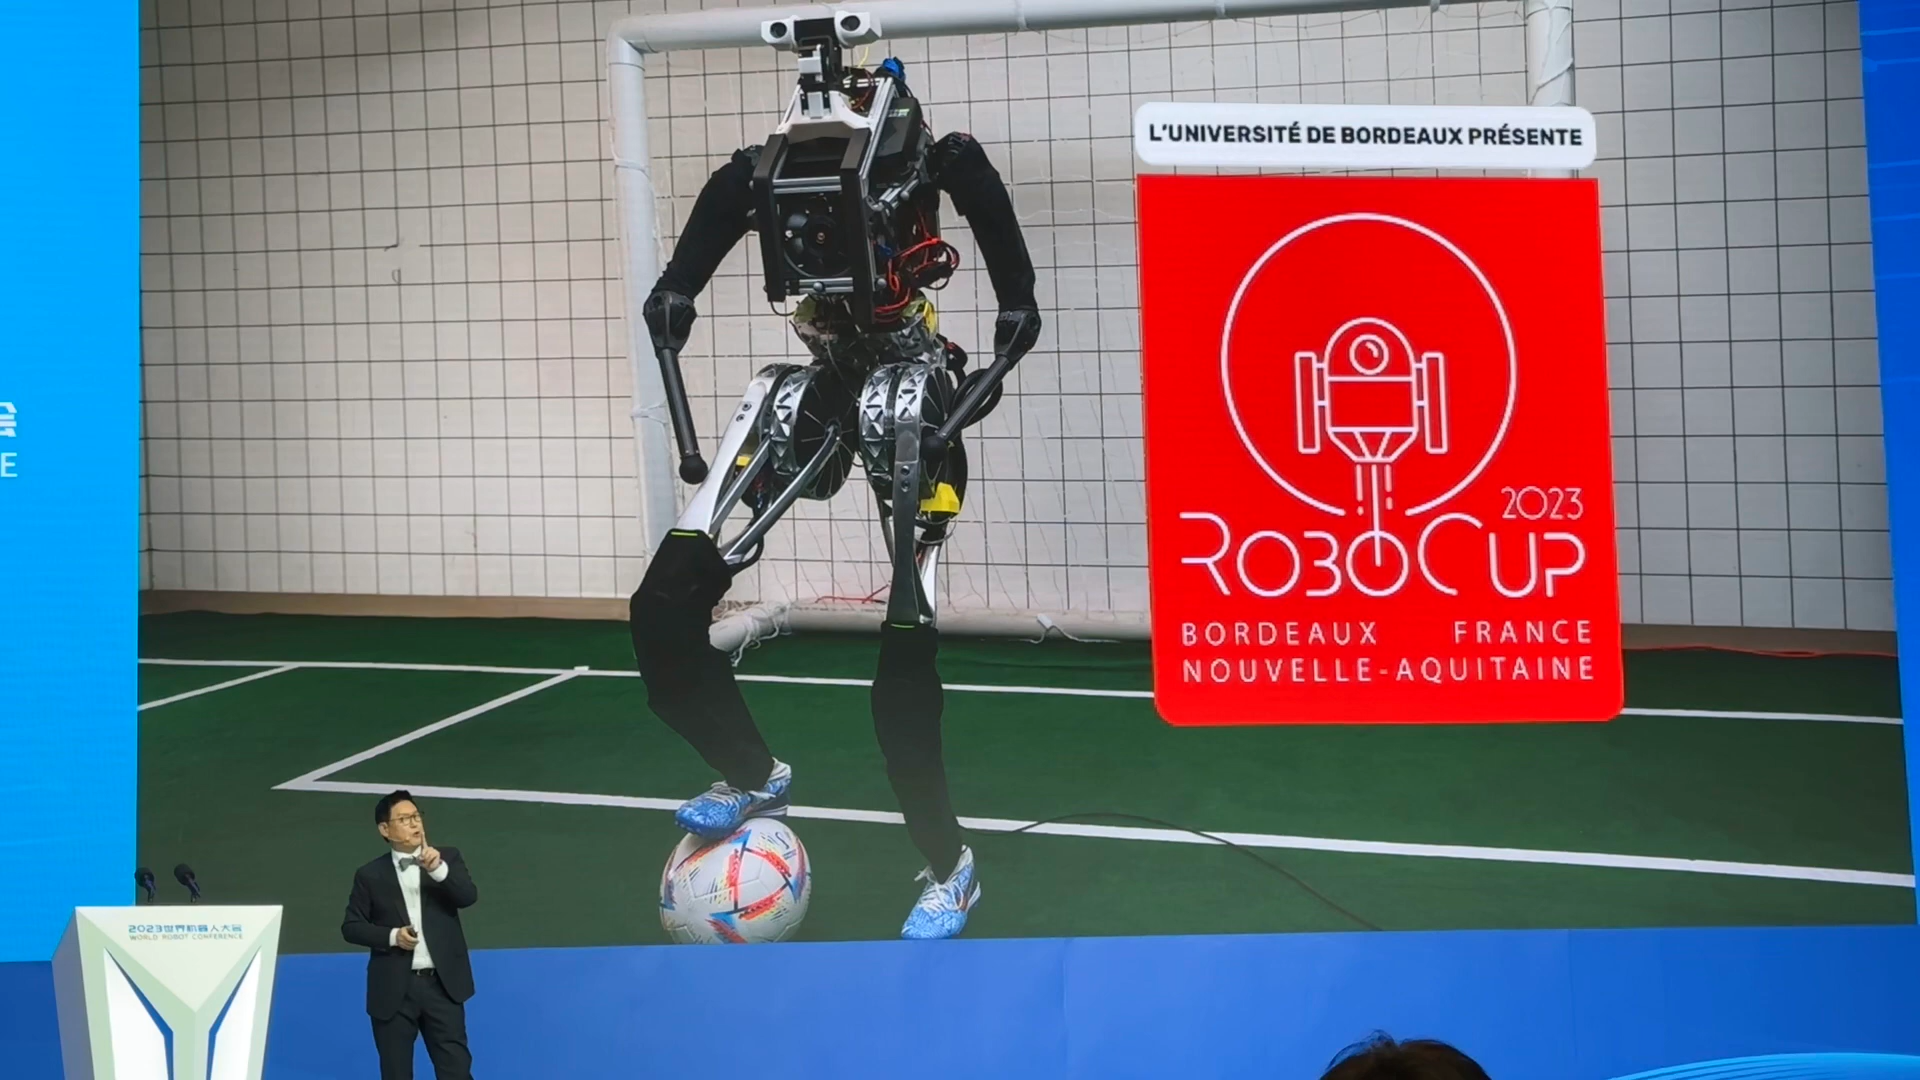 L'UNIVERSITÉ DE BORDEAUX PRÉSENTE
2023
ROBOCUP
BORDEAUX FRANCE
NOUVELLE-AQUITAINE
会
E
2023世界机器人大会
WORLD ROBOT CONFERENCE